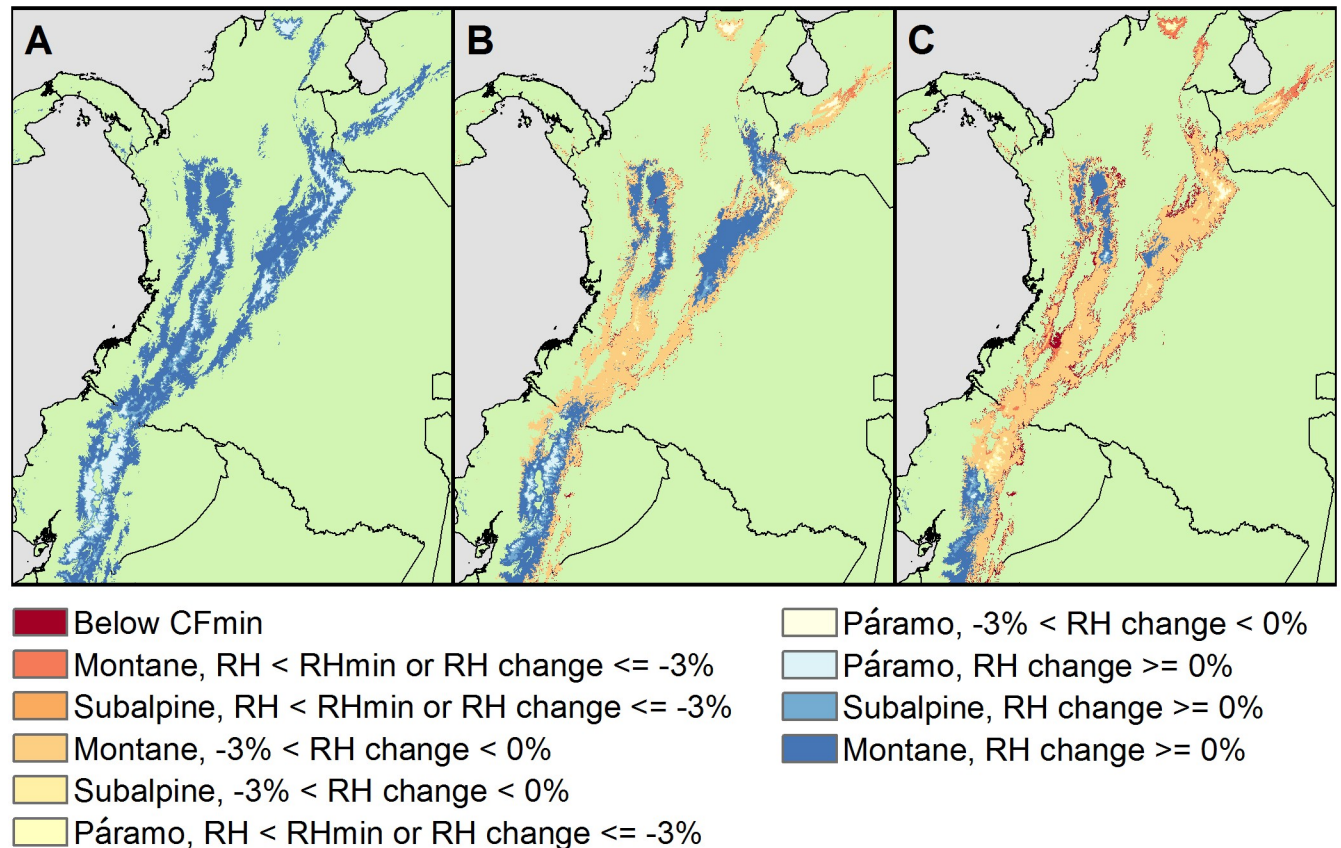 A
B
C
Below CFmin
Montane, RH < RHmin or RH change <= -3%
Subalpine, RH < RHmin or RH change <= -3%
Montane, -3% < RH change < 0%
Subalpine, -3% < RH change < 0%
Páramo, RH < RHmin or RH change <= -3%
Páramo, -3% < RH change < 0%
Páramo, RH change >= 0%
Subalpine, RH change >= 0%
Montane, RH change >= 0%